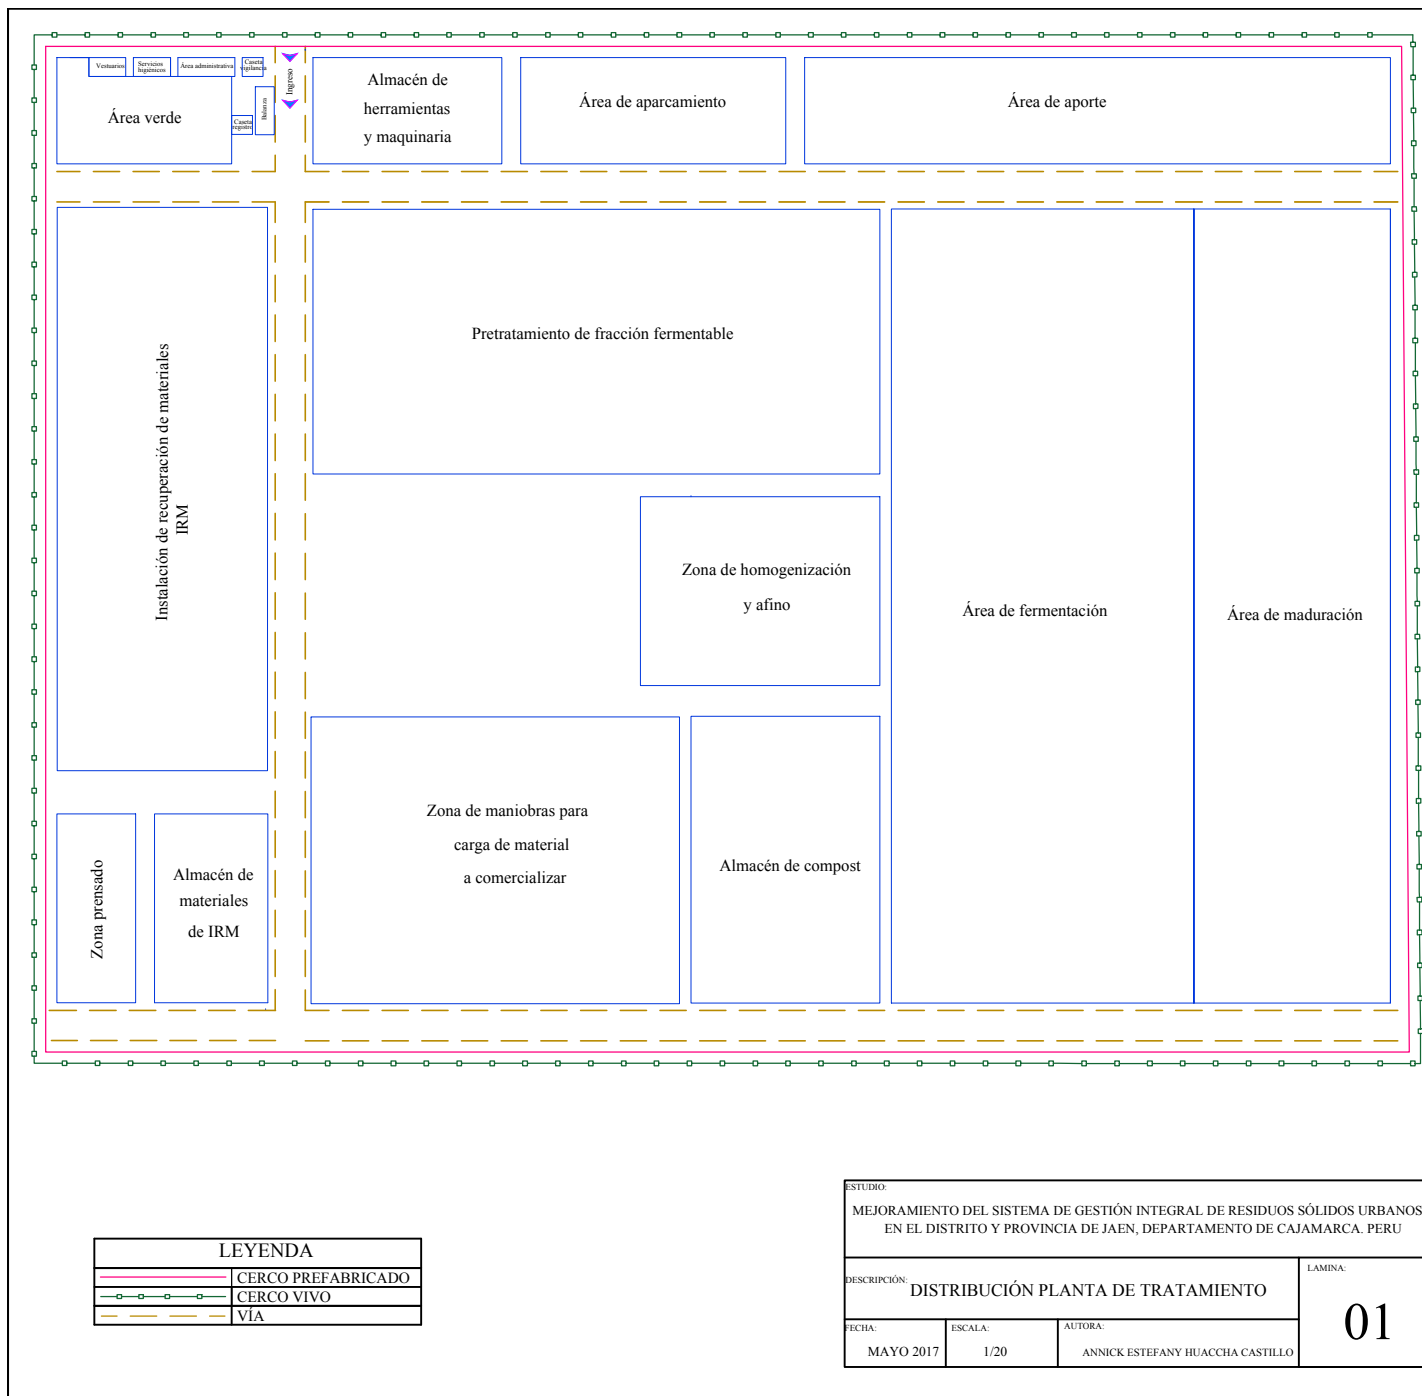 Vestuarios
Servicios
higiénicos
Área administrativa
Caseta
vigilancia
Ingreso
Área verde
Caseta
registro
Balanza
Almacén de
herramientas
y maquinaria
Área de aparcamiento
Área de aporte
Instalación de recuperación de materiales
IRM
Pretratamiento de fracción fermentable
Zona de homogenización
y afino
Área de fermentación
Área de maduración
Zona prensado
Almacén de
materiales
de IRM
Zona de maniobras para
carga de material
a comercializar
Almacén de compost
LEYENDA
CERCO PREFABRICADO
CERCO VIVO
VÍA
ESTUDIO:
MEJORAMIENTO DEL SISTEMA DE GESTIÓN INTEGRAL DE RESIDUOS SÓLIDOS URBANOS
EN EL DISTRITO Y PROVINCIA DE JAEN, DEPARTAMENTO DE CAJAMARCA. PERU
DESCRIPCIÓN:
DISTRIBUCIÓN PLANTA DE TRATAMIENTO
LAMINA:
01
FECHA:
MAYO 2017
ESCALA:
1/20
AUTORA:
ANNICK ESTEFANY HUACCHA CASTILLO